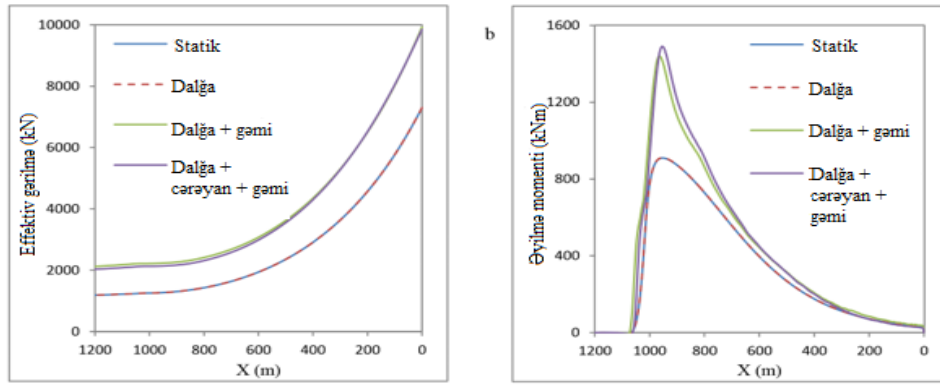 Effektiv gərilmə (kN)
10000
8000
6000
4000
2000
0
Statik
Dalğa
Dalğa + gəmi
Dalğa +
cərəyan + gəmi
1200 1000 800 600 400 200 0
X (m)
b
Əyilmə momenti (kNm)
1600
1200
800
400
0
Statik
Dalğa
Dalğa + gəmi
Dalğa +
cərəyan +
gəmi
1200 1000 800 600 400 200 0
X (m)